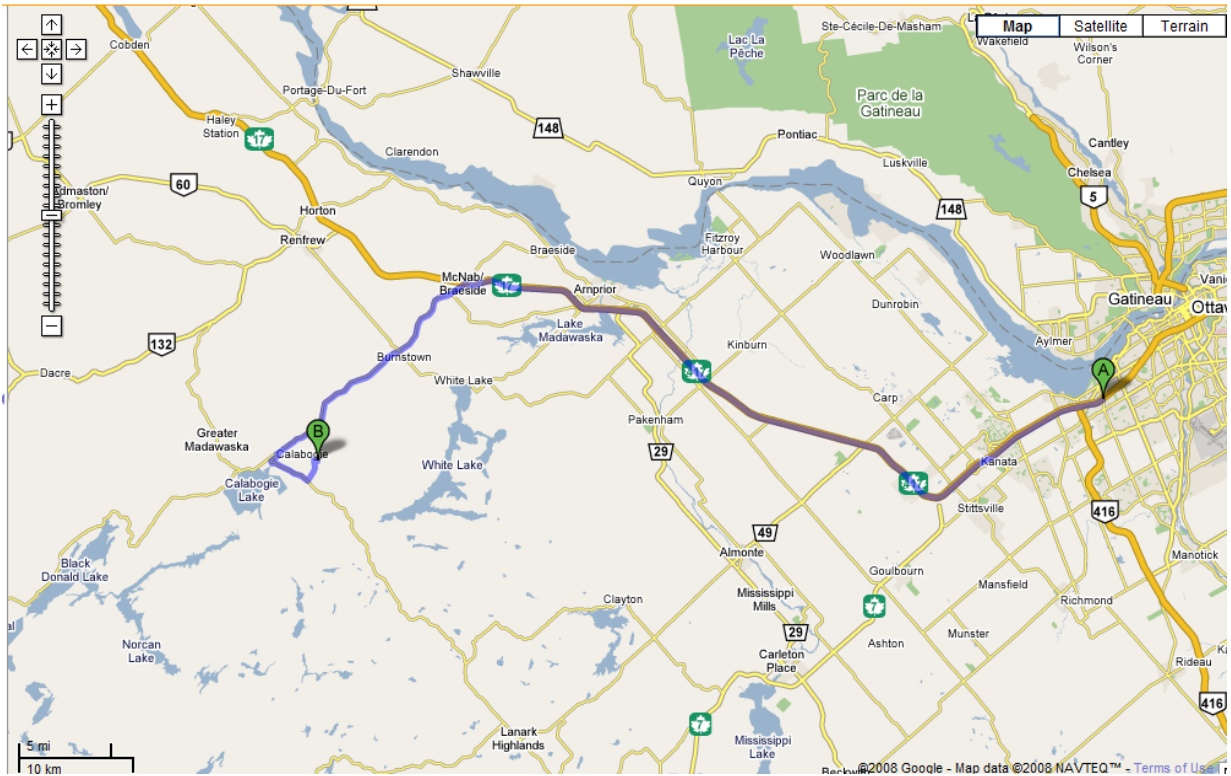 Map
Satellite
Terrain
Cobden
Ste-Cécile-De-Masham
Wakefield
Wilson's
Corner
Lac La
Pêche
Shawville
Portage-Du-Fort
Parc de la
Gatineau
Haley
Station
17
148
Pontiac
Cantley
Clarendon
Luskville
Chelsea
Quyon
5
60
Admaston/
Bromley
Horton
148
Renfrew
Braeside
Fitzroy
Harbour
Woodlawn
McNab/
Braeside
17
Arnprior
Dunrobin
Gatineau
Ottaw
Lake
Madawaska
Aylmer
132
Kinburn
Burnstown
Dacre
White Lake
417
A
Carp
Pakenham
Greater
Madawaska
B
Calabogie
29
White Lake
Kanata
Calabogie
Lake
417
Stittsville
416
49
Black
Donald Lake
Almonte
Manotick
Goulbourn
Mansfield
Mississippi
Mills
Richmond
Clayton
7
Norcan
Lake
29
Ashton
Munster
Carleton
Place
Rideau
416
7
Lanark
Highlands
Mississippi
Lake
5 mi
10 km
©2008 Google - Map data ©2008 NAVTEQ™ - Terms of Use